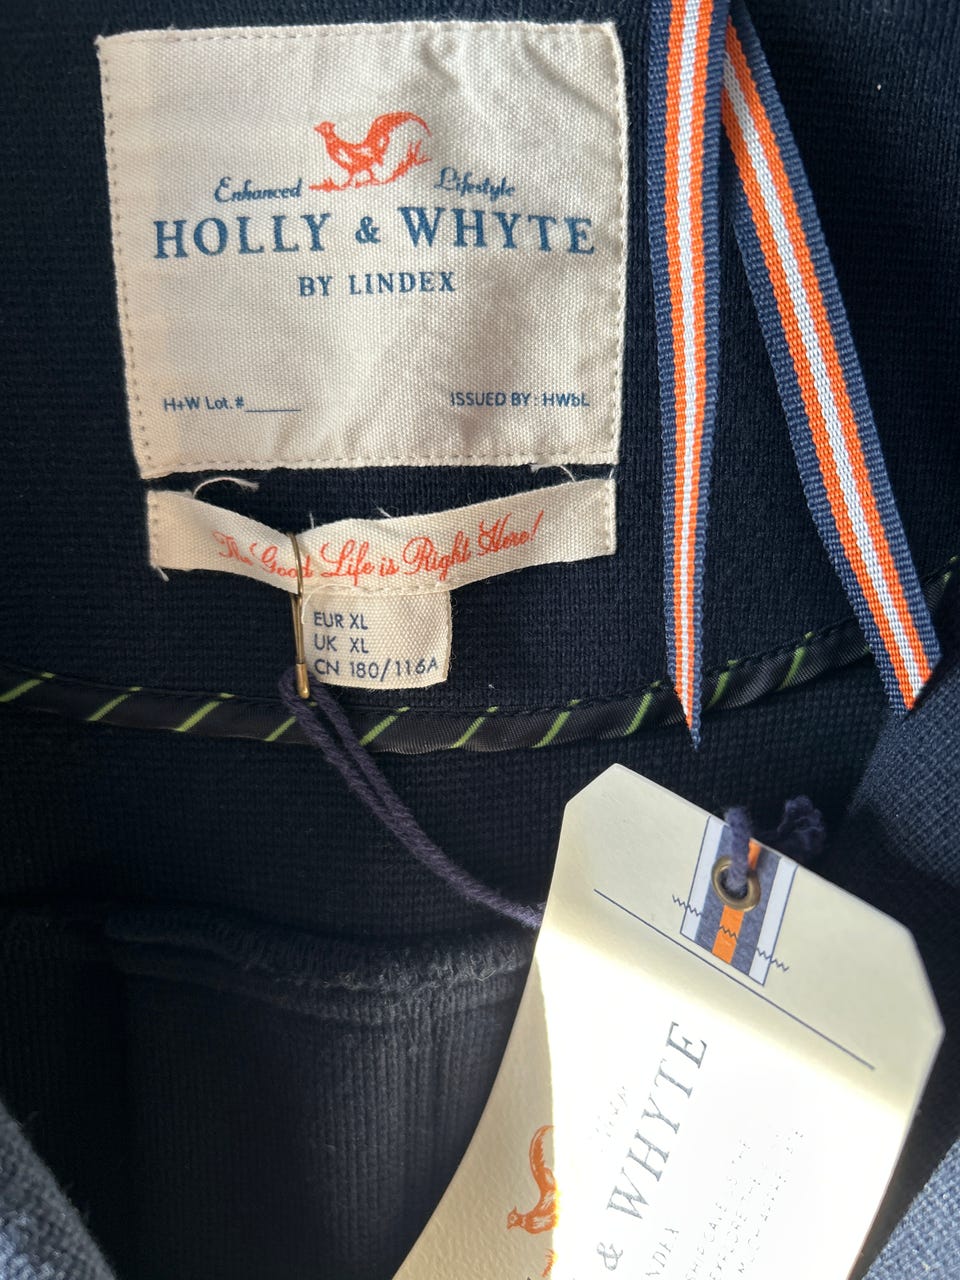 Enhanced Lifestyle
HOLLY & WHYTE
BY LINDEX
H+W Lot.#______ ISSUED BY: HWbL
The Good Life is Right Here!
EUR XL
UK XL
CN 180/116A
& WHYTE